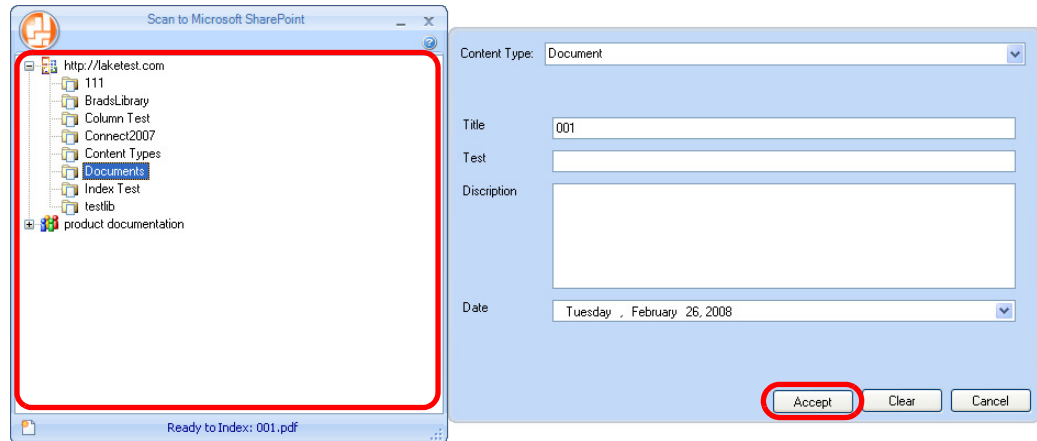 Scan to Microsoft SharePoint
http://laketest.com
111
BradsLibrary
Column Test
Connect2007
Content Types
Documents
Index Test
testlib
product documentation
Ready to Index: 001.pdf
Content Type: Document
Title 001
Test
Discription
Date Tuesday , February 26, 2008
Accept Clear Cancel